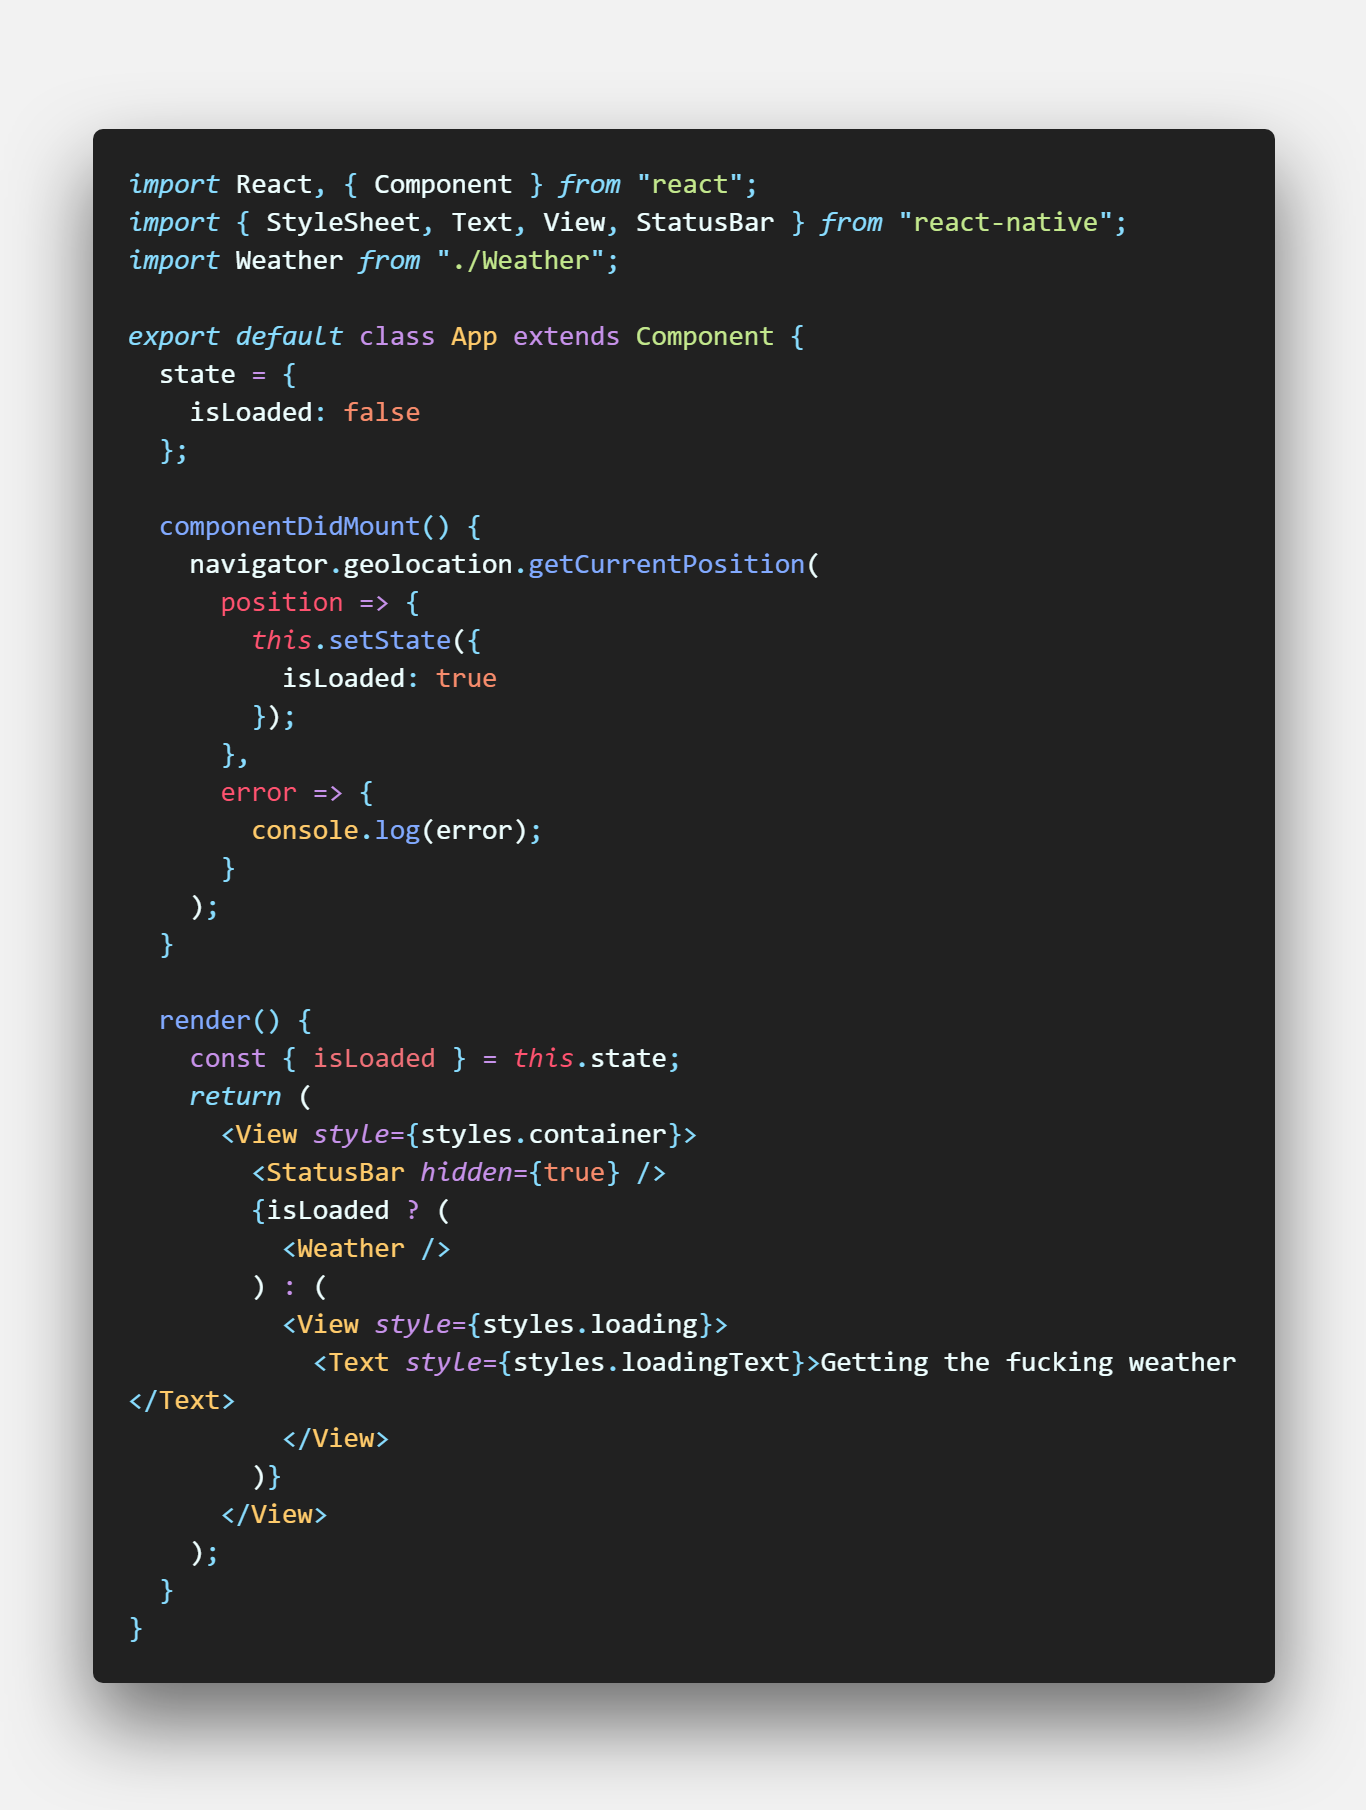 import React, { Component } from "react";
import { StyleSheet, Text, View, StatusBar } from "react-native";
import Weather from "./Weather";

export default class App extends Component {
  state = {
    isLoaded: false
  };

  componentDidMount() {
    navigator.geolocation.getCurrentPosition(
      position => {
        this.setState({
          isLoaded: true
        });
      },
      error => {
        console.log(error);
      }
    );
  }

  render() {
    const { isLoaded } = this.state;
    return (
      <View style={styles.container}>
        <StatusBar hidden={true} />
        {isLoaded ? (
          <Weather />
        ) : (
          <View style={styles.loading}>
            <Text style={styles.loadingText}>Getting the fucking weather
</Text>
          </View>
        )}
      </View>
    );
  }
}